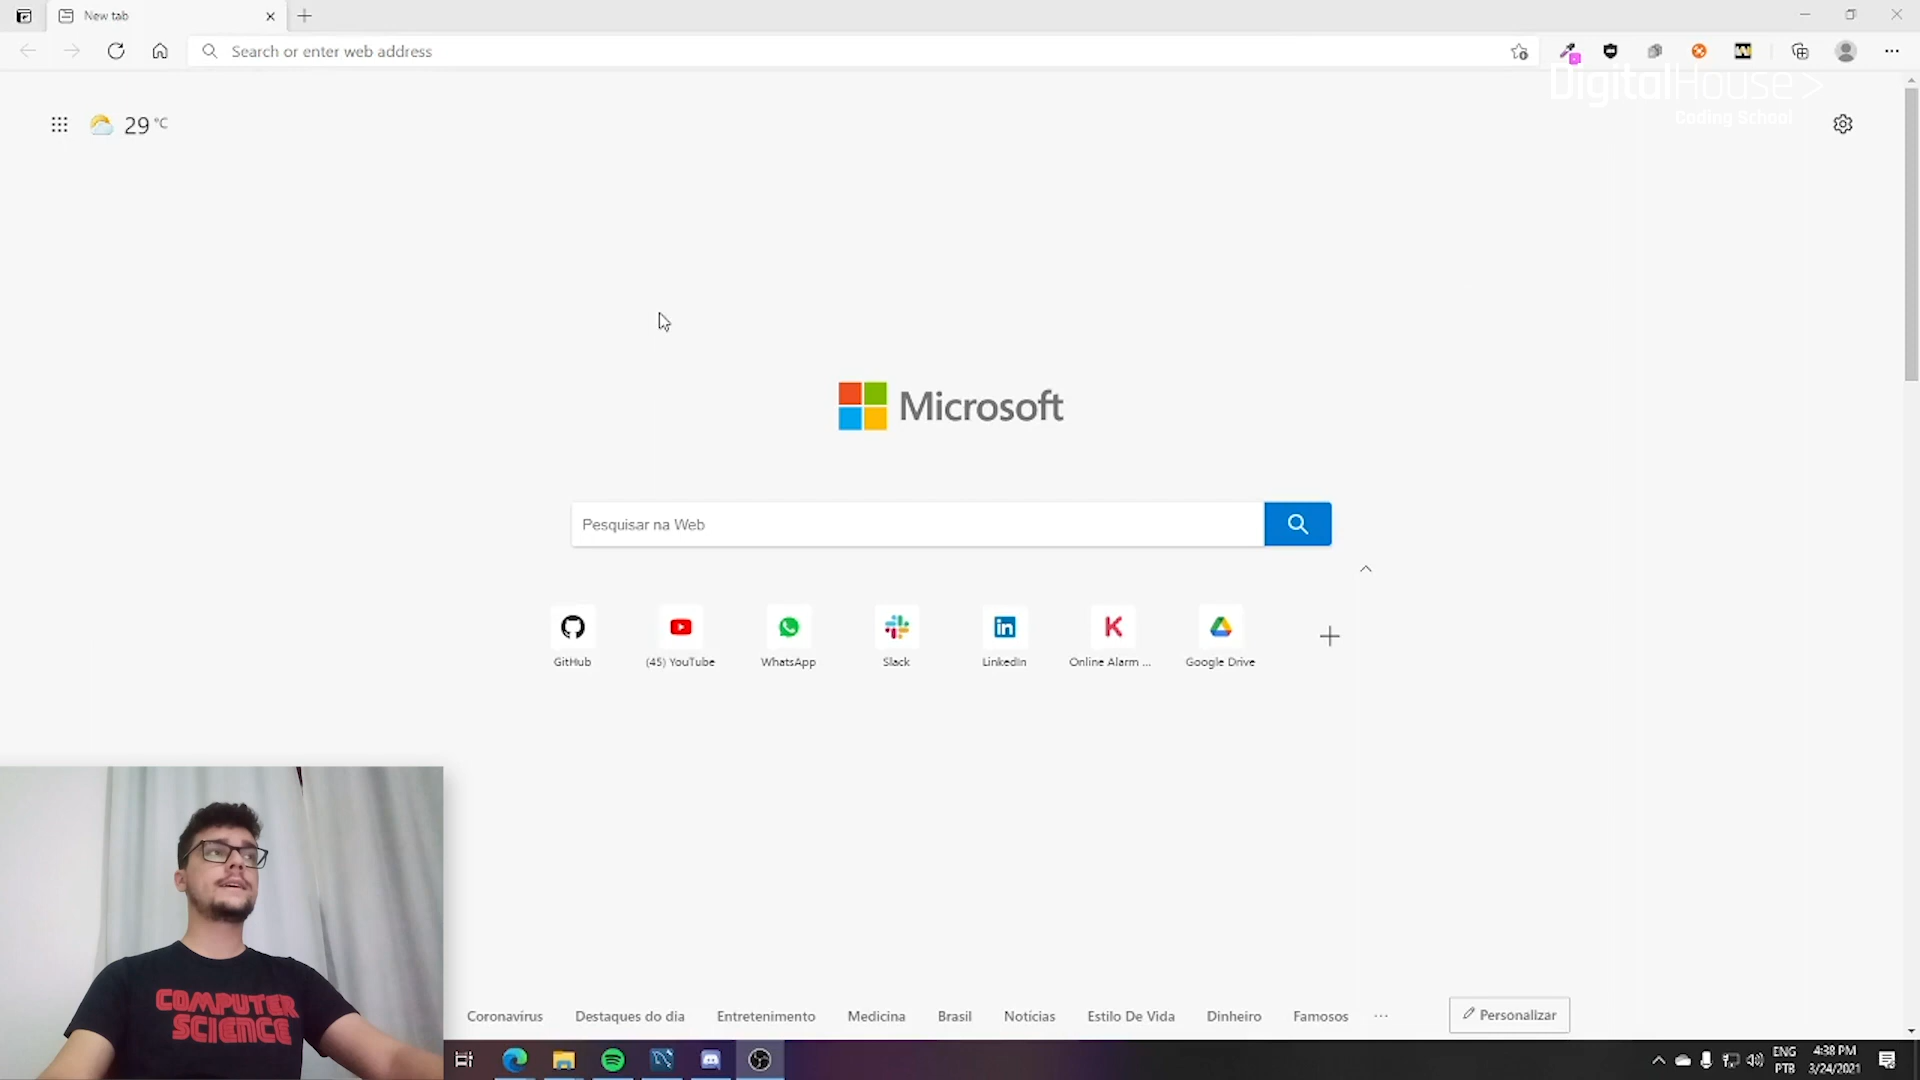 New tab
Search or enter web address
DigitalHouse>
Coding School
29 °C
Microsoft
Pesquisar na Web
GitHub
(45) YouTube
WhatsApp
Slack
LinkedIn
Online Alarm ...
Google Drive
COMPUTER
SCIENCE
Coronavírus
Destaques do dia
Entretenimento
Medicina
Brasil
Notícias
Estilo De Vida
Dinheiro
Famosos
Personalizar
ENG
PTB
4:38 PM
3/24/2021